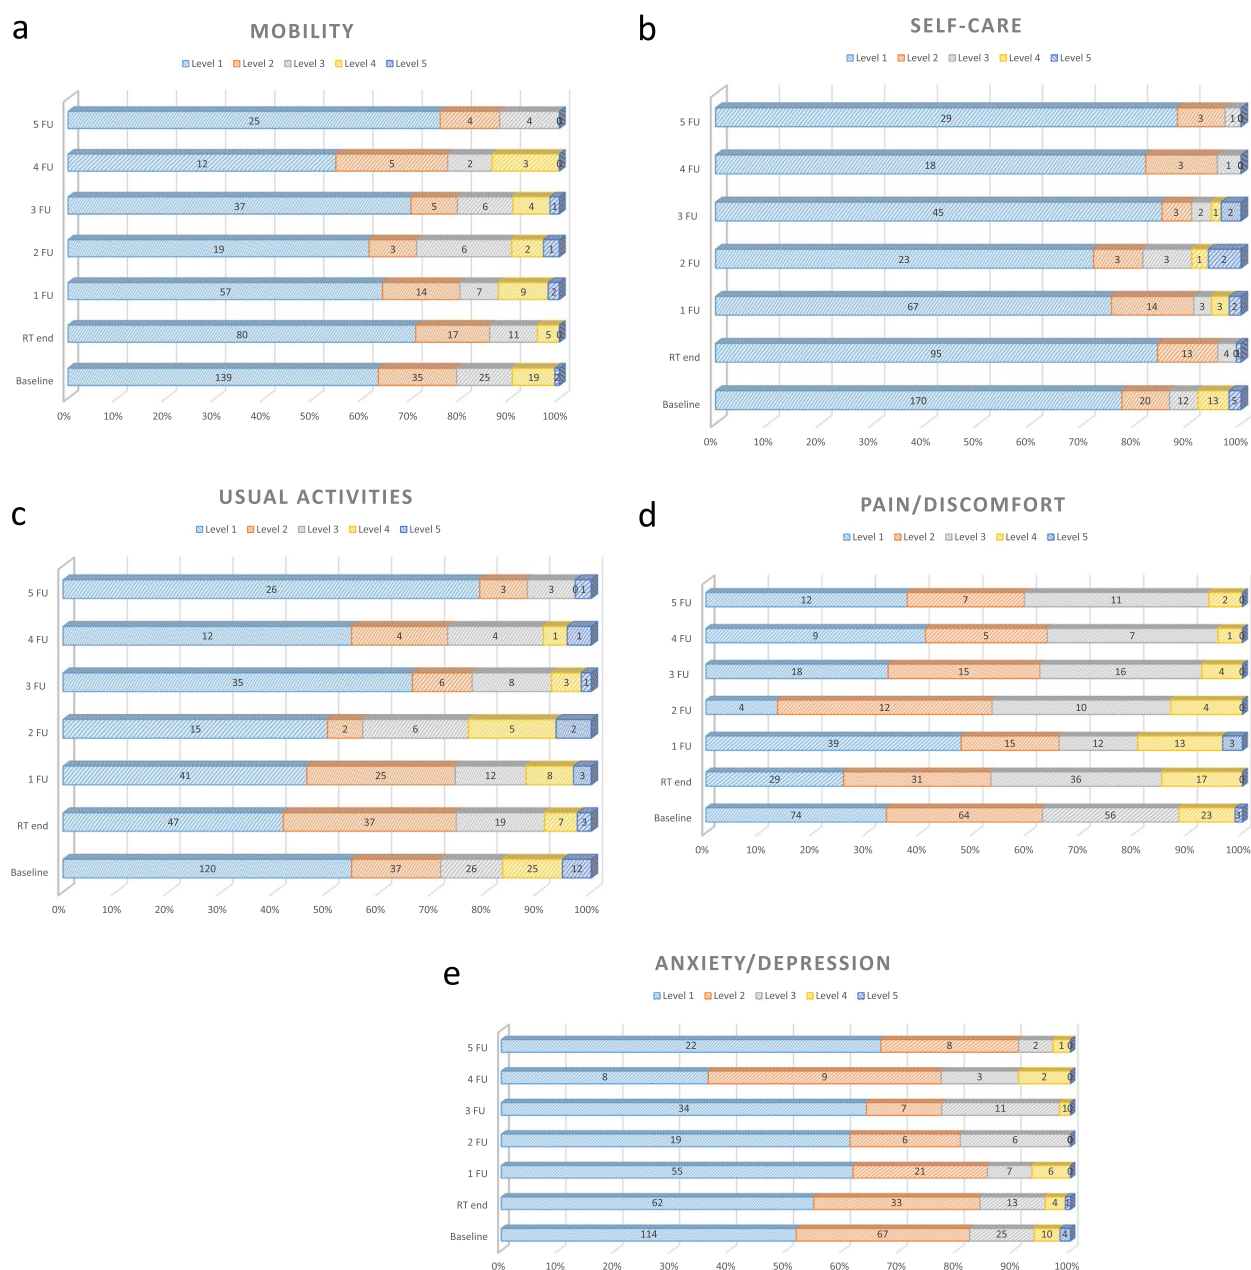 a
MOBILITY
Level 1 Level 2 Level 3 Level 4 Level 5
5 FU 25 4 4 0
4 FU 12 5 2 3 0
3 FU 37 5 6 4 1
2 FU 19 3 6 2 1
1 FU 57 14 7 9 2
RT end 80 17 11 5 0
Baseline 139 35 25 19 2
0% 10% 20% 30% 40% 50% 60% 70% 80% 90% 100%
b
SELF-CARE
Level 1 Level 2 Level 3 Level 4 Level 5
5 FU 29 3 1 0
4 FU 18 3 1 0
3 FU 45 3 2 1 2
2 FU 23 3 3 1 2
1 FU 67 14 3 3 2
RT end 95 13 4 0 1
Baseline 170 20 12 13 5
0% 10% 20% 30% 40% 50% 60% 70% 80% 90% 100%
c
USUAL ACTIVITIES
Level 1 Level 2 Level 3 Level 4 Level 5
5 FU 26 3 3 0 1
4 FU 12 4 4 1 1
3 FU 35 6 8 3 1
2 FU 15 2 6 5 2
1 FU 41 25 12 8 3
RT end 47 37 19 7 3
Baseline 120 37 26 25 12
0% 10% 20% 30% 40% 50% 60% 70% 80% 90% 100%
d
PAIN/DISCOMFORT
Level 1 Level 2 Level 3 Level 4 Level 5
5 FU 12 7 11 2 0
4 FU 9 5 7 1 0
3 FU 18 15 16 4 0
2 FU 4 12 10 4 0
1 FU 39 15 12 13 3
RT end 29 31 36 17 0
Baseline 74 64 56 23 3
0% 10% 20% 30% 40% 50% 60% 70% 80% 90% 100%
e
ANXIETY/DEPRESSION
Level 1 Level 2 Level 3 Level 4 Level 5
5 FU 22 8 2 1 0
4 FU 8 9 3 2 0
3 FU 34 7 11 1 0
2 FU 19 6 6 0
1 FU 55 21 7 6 0
RT end 62 33 13 4 1
Baseline 114 67 25 10 4
0% 10% 20% 30% 40% 50% 60% 70% 80% 90% 100%